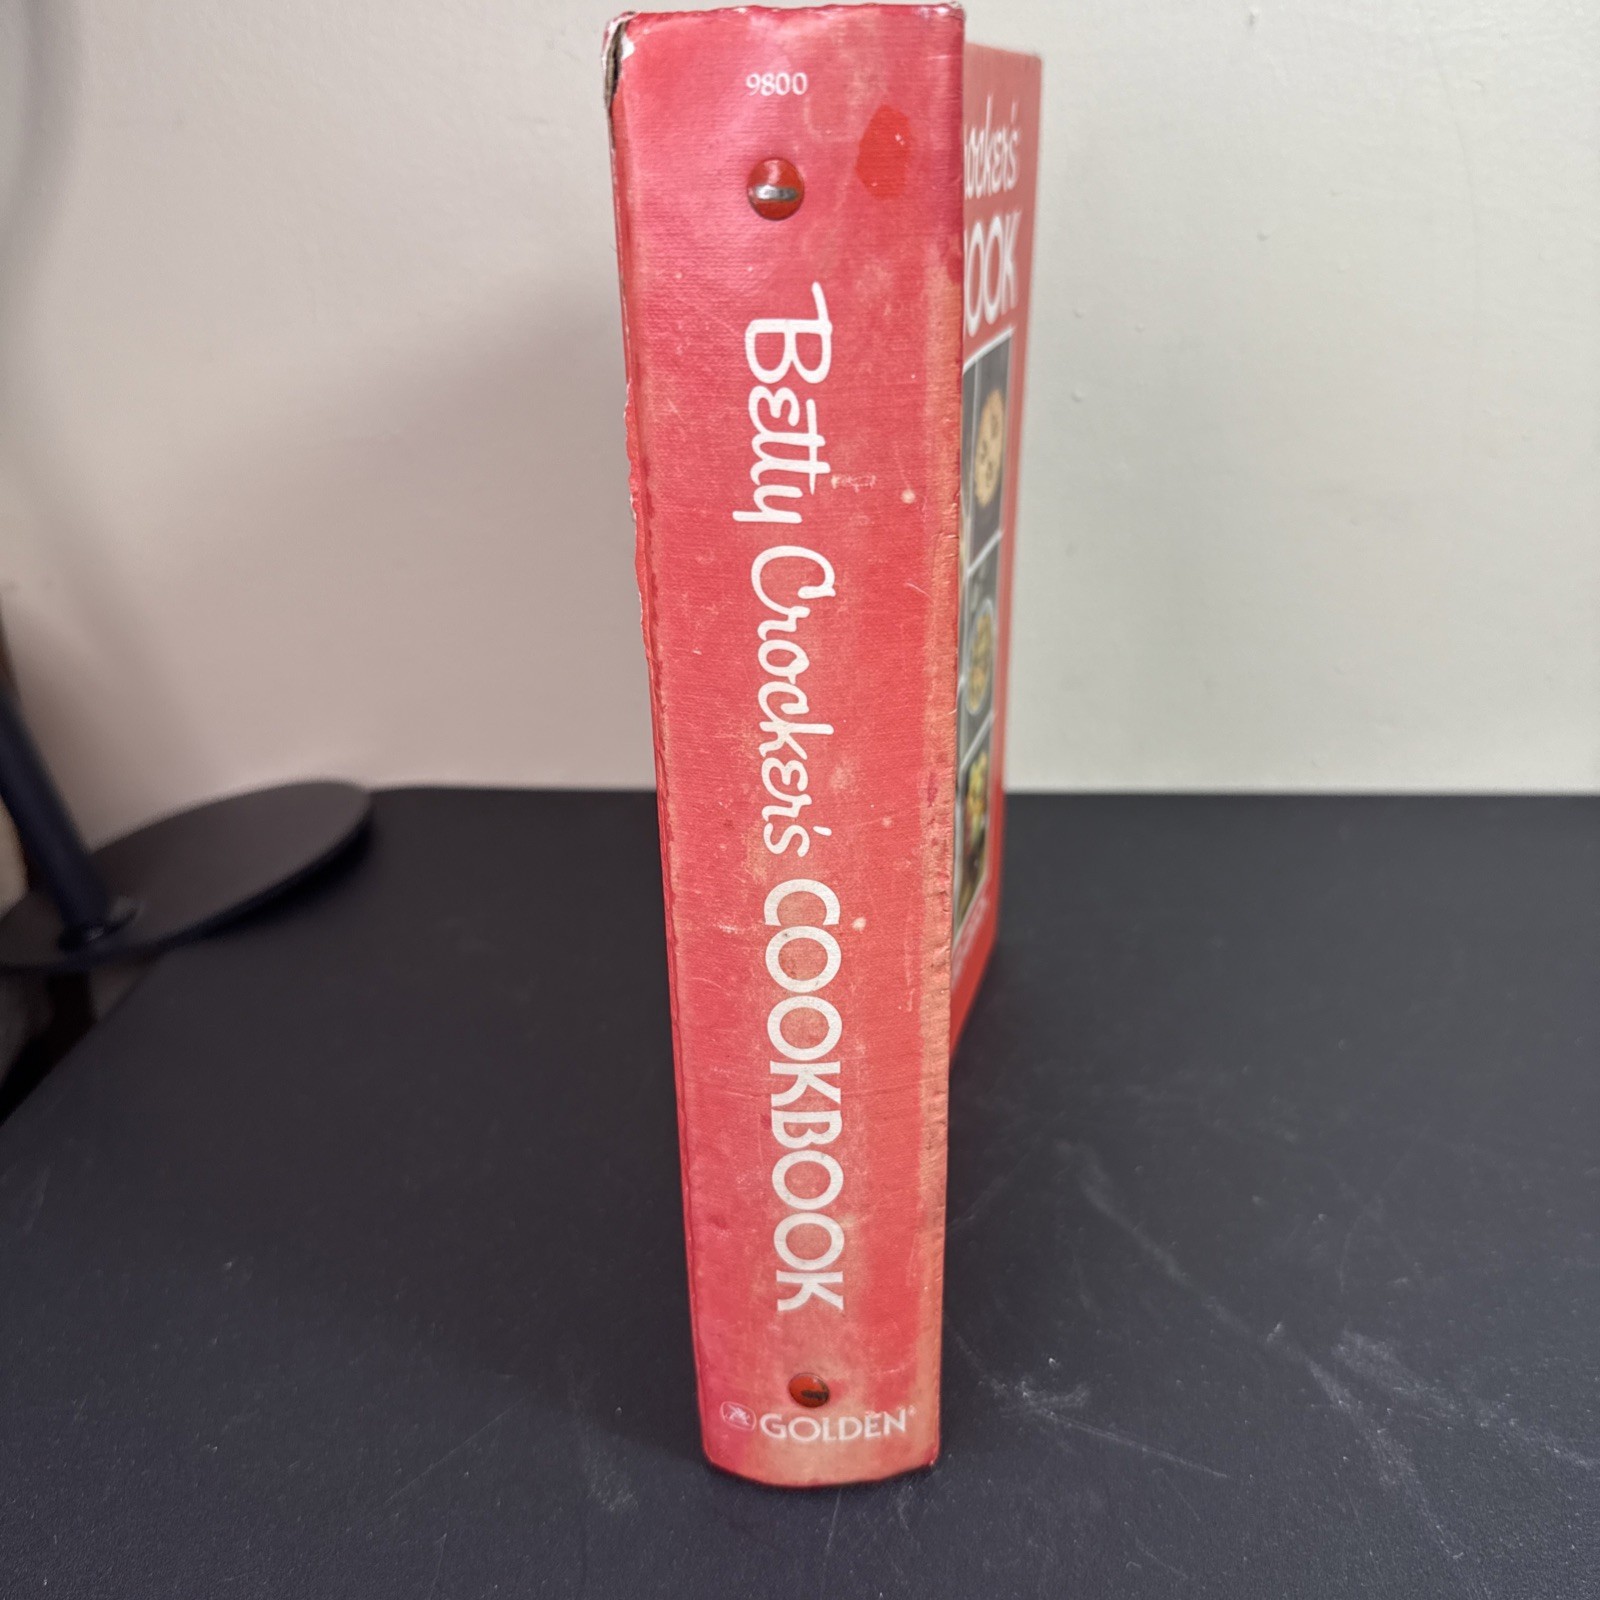 9800
Betty Crocker's COOKBOOK
GOLDEN®
ocker's
OOK